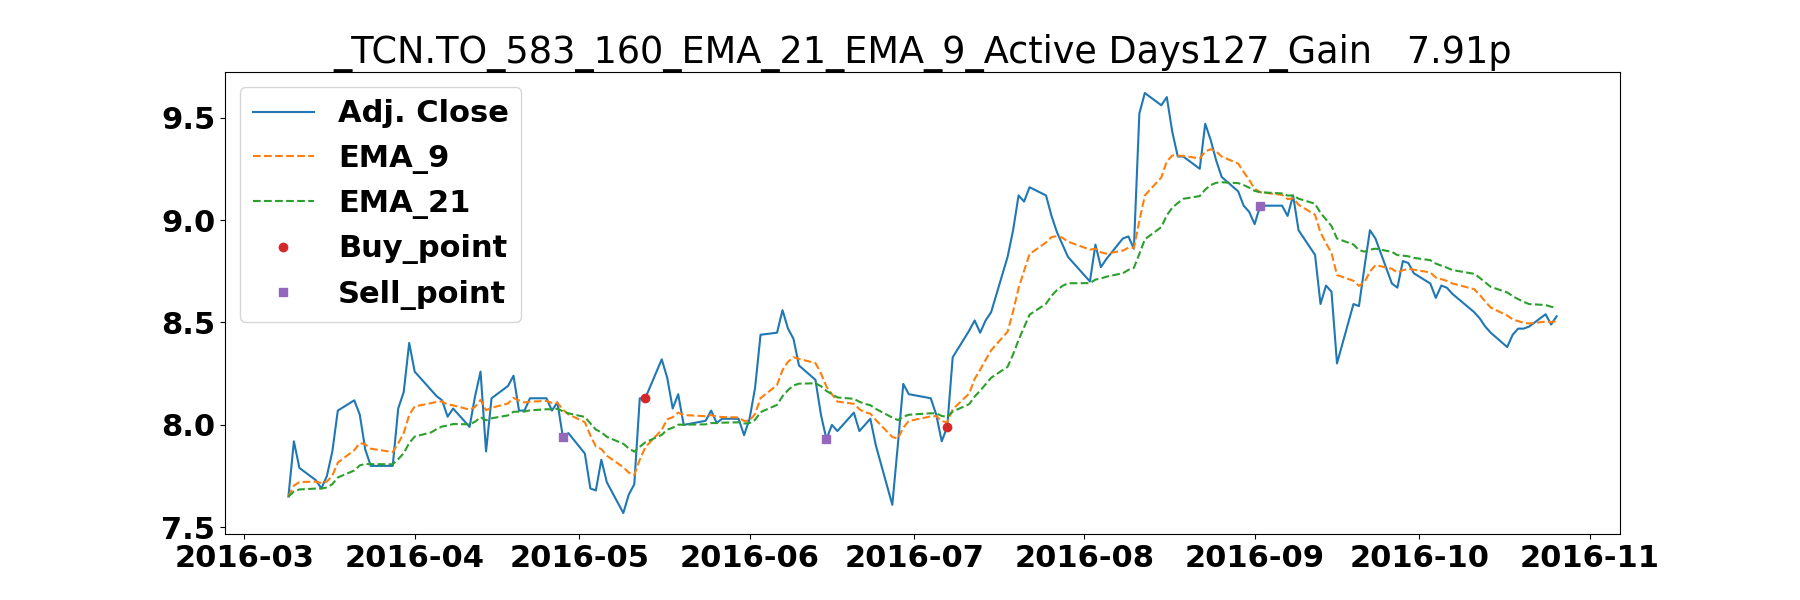 _TCN.TO_583_160_EMA_21_EMA_9_Active Days127_Gain   7.91p
Adj. Close
EMA_9
EMA_21
Buy_point
Sell_point
9.5
9.0
8.5
8.0
7.5
2016-03 2016-04 2016-05 2016-06 2016-07 2016-08 2016-09 2016-10 2016-11